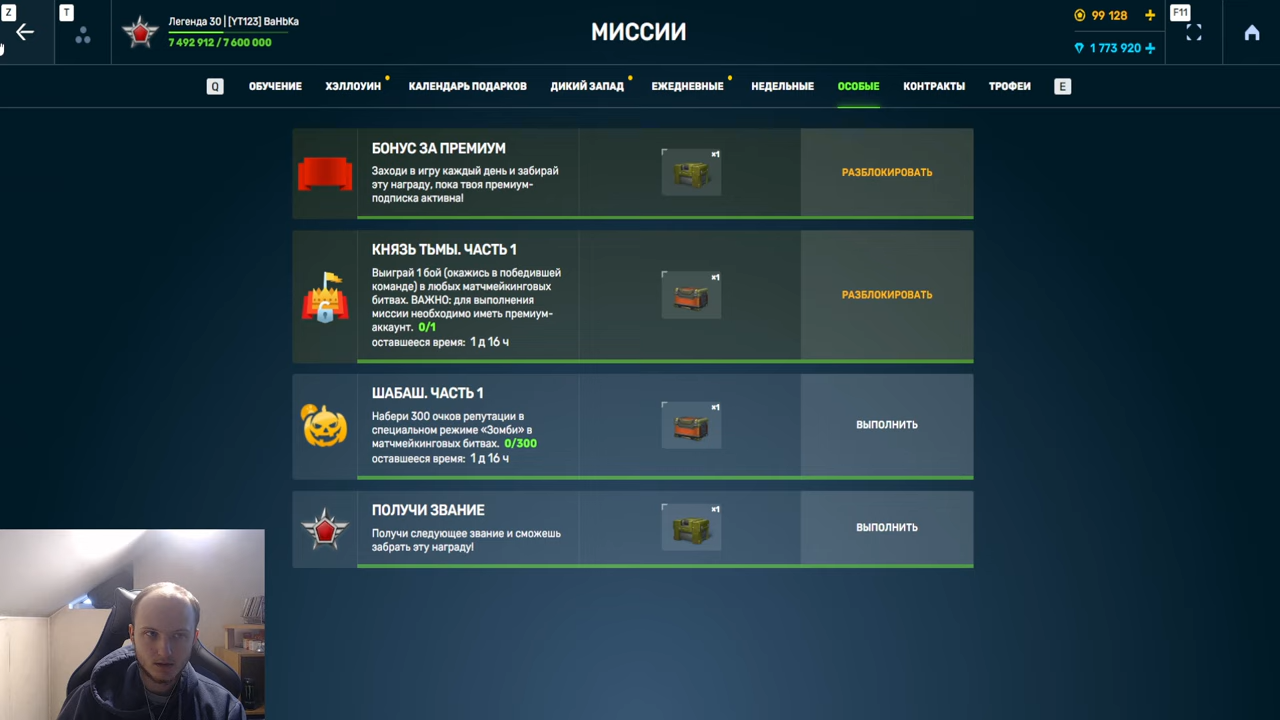 Z
T
Легенда 30 | [YT123] ВаНЬКа
7 492 912 / 7 600 000
МИССИИ
99 128
1 773 920
F11
Q
ОБУЧЕНИЕ
ХЭЛЛОУИН
КАЛЕНДАРЬ ПОДАРКОВ
ДИКИЙ ЗАПАД
ЕЖЕДНЕВНЫЕ
НЕДЕЛЬНЫЕ
ОСОБЫЕ
КОНТРАКТЫ
ТРОФЕИ
E
БОНУС ЗА ПРЕМИУМ
Заходи в игру каждый день и забирай
эту награду, пока твоя премиум-
подписка активна!
x1
РАЗБЛОКИРОВАТЬ
КНЯЗЬ ТЬМЫ. ЧАСТЬ 1
Выиграй 1 бой (окажись в победившей
команде) в любых матчмейкинговых
битвах. ВАЖНО: для выполнения
миссии необходимо иметь премиум-
аккаунт. 0/1
оставшееся время: 1 д 16 ч
x1
РАЗБЛОКИРОВАТЬ
ШАБАШ. ЧАСТЬ 1
Набери 300 очков репутации в
специальном режиме «Зомби» в
матчмейкинговых битвах. 0/300
оставшееся время: 1 д 16 ч
x1
ВЫПОЛНИТЬ
ПОЛУЧИ ЗВАНИЕ
Получи следующее звание и сможешь
забрать эту награду!
x1
ВЫПОЛНИТЬ